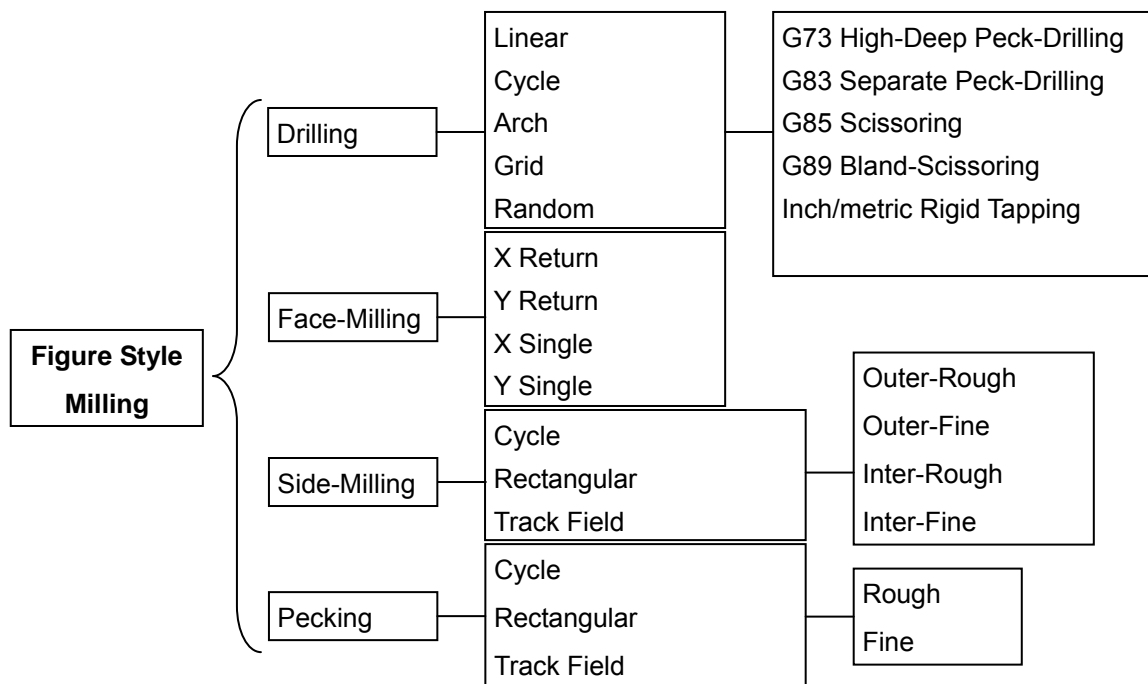 Figure Style
Milling
Drilling
Linear
Cycle
Arch
Grid
Random
G73 High-Deep Peck-Drilling
G83 Separate Peck-Drilling
G85 Scissoring
G89 Bland-Scissoring
Inch/metric Rigid Tapping
Face-Milling
X Return
Y Return
X Single
Y Single
Side-Milling
Cycle
Rectangular
Track Field
Outer-Rough
Outer-Fine
Inter-Rough
Inter-Fine
Pecking
Cycle
Rectangular
Track Field
Rough
Fine